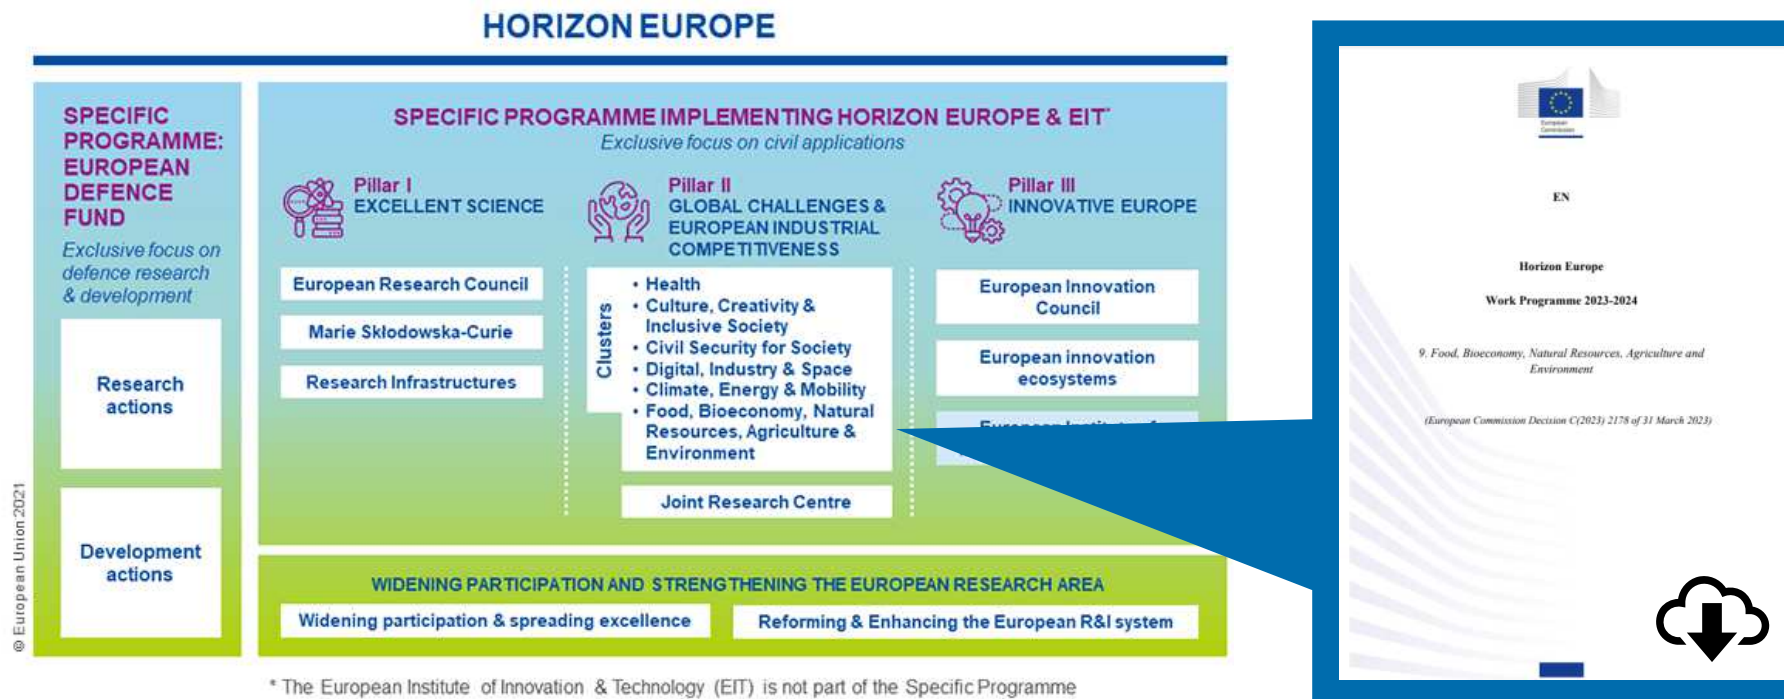 HORIZON EUROPE
SPECIFIC
PROGRAMME:
EUROPEAN
DEFENCE
FUND
Exclusive focus on
defence research
& development
Research
actions
Development
actions
© European Union 2021
SPECIFIC PROGRAMME IMPLEMENTING HORIZON EUROPE & EIT*
Exclusive focus on civil applications
Pillar I
EXCELLENT SCIENCE
European Research Council
Marie Skłodowska-Curie
Research Infrastructures
Pillar II
GLOBAL CHALLENGES &
EUROPEAN INDUSTRIAL
COMPETITIVENESS
Clusters
• Health
• Culture, Creativity &
Inclusive Society
• Civil Security for Society
• Digital, Industry & Space
• Climate, Energy & Mobility
• Food, Bioeconomy, Natural
Resources, Agriculture &
Environment
Joint Research Centre
Pillar III
INNOVATIVE EUROPE
European Innovation
Council
European innovation
ecosystems
WIDENING PARTICIPATION AND STRENGTHENING THE EUROPEAN RESEARCH AREA
Widening participation & spreading excellence
Reforming & Enhancing the European R&I system
* The European Institute of Innovation & Technology (EIT) is not part of the Specific Programme
European
Commission
EN
Horizon Europe
Work Programme 2023-2024
9. Food, Bioeconomy, Natural Resources, Agriculture and
Environment
(European Commission Decision C(2023) 2178 of 31 March 2023)